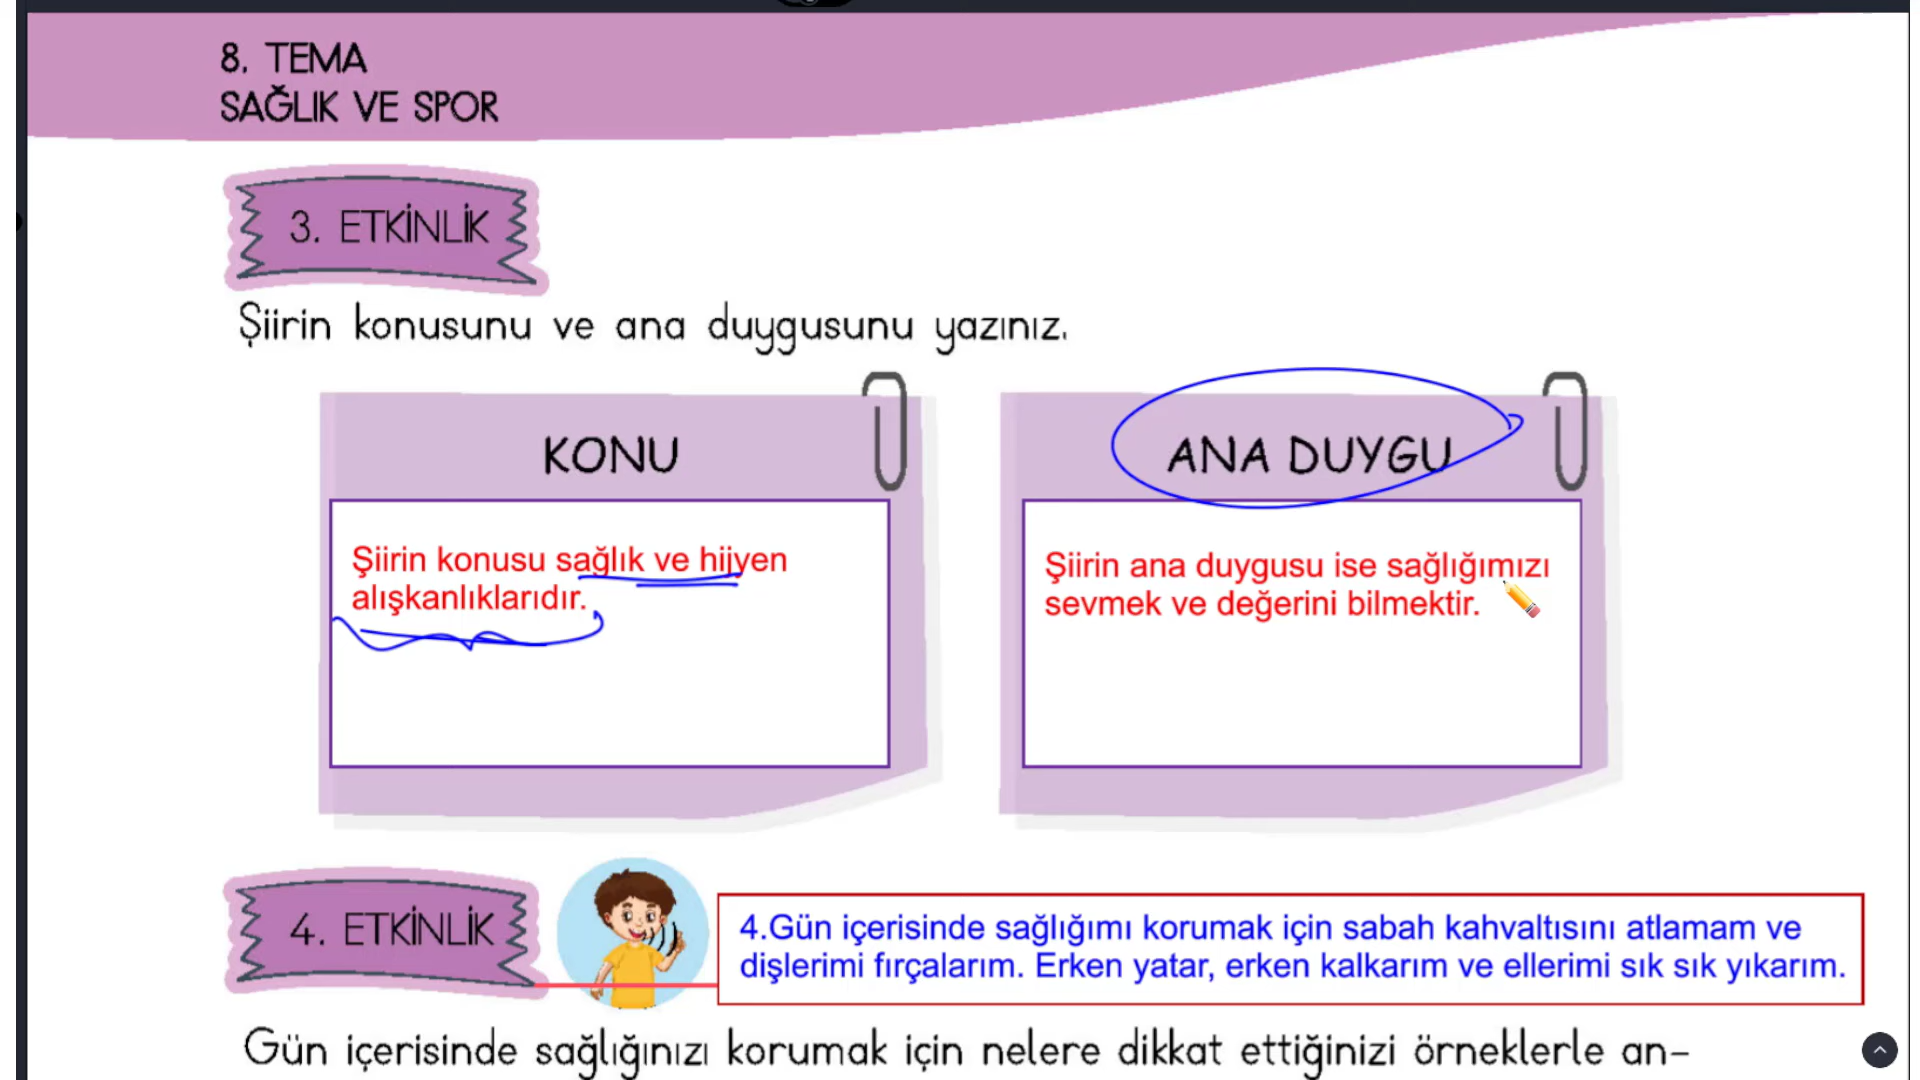 8. TEMA
SAĞLIK VE SPOR
3. ETKİNLİK
Şiirin konusunu ve ana duygusunu yazınız.
KONU
Şiirin konusu sağlık ve hijyen
alışkanlıklarıdır.
ANA DUYGU
Şiirin ana duygusu ise sağlığımızı
sevmek ve değerini bilmektir.
4. ETKİNLİK
4.Gün içerisinde sağlığımı korumak için sabah kahvaltısını atlamam ve
dişlerimi fırçalarım. Erken yatar, erken kalkarım ve ellerimi sık sık yıkarım.
Gün içerisinde sağlığınızı korumak için nelere dikkat ettiğinizi örneklerle an-